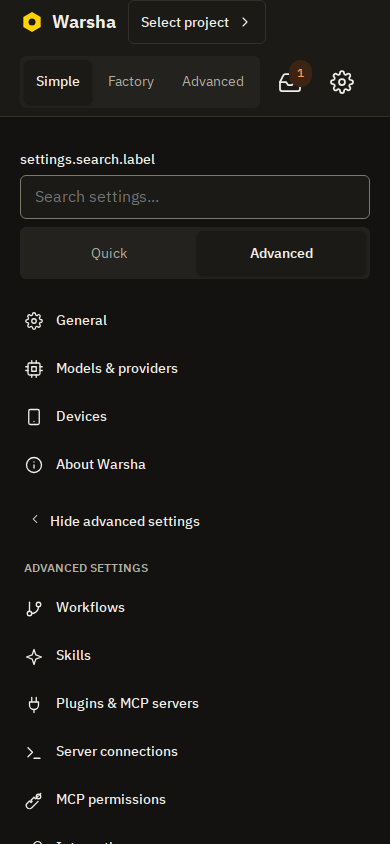 Warsha
Select project
Simple
Factory
Advanced
1
settings.search.label
Search settings...
Quick
Advanced
General
Models & providers
Devices
About Warsha
Hide advanced settings
ADVANCED SETTINGS
Workflows
Skills
Plugins & MCP servers
Server connections
MCP permissions